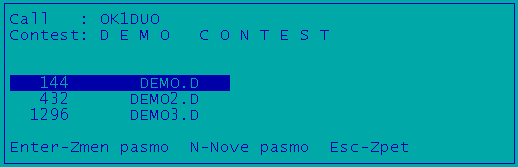 Call   : OK1DUO
Contest: D E M O   C O N T E S T
144        DEMO.D
432        DEMO2.D
1296        DEMO3.D
Enter-Zmen pasmo  N-Nove pasmo  Esc-Zpet